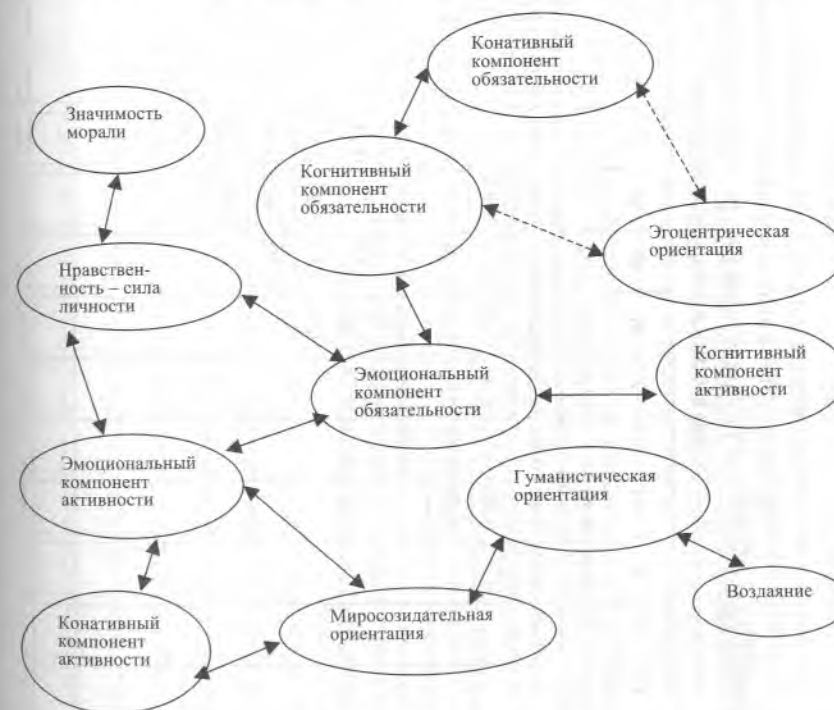 Конативный
компонент
обязательности
Значимость
морали
Когнитивный
компонент
обязательности
Эгоцентрическая
ориентация
Нравствен-
ность – сила
личности
Когнитивный
компонент
активности
Эмоциональный
компонент
обязательности
Эмоциональный
компонент
активности
Гуманистическая
ориентация
Воздаяние
Миросозидательная
ориентация
Конативный
компонент
активности